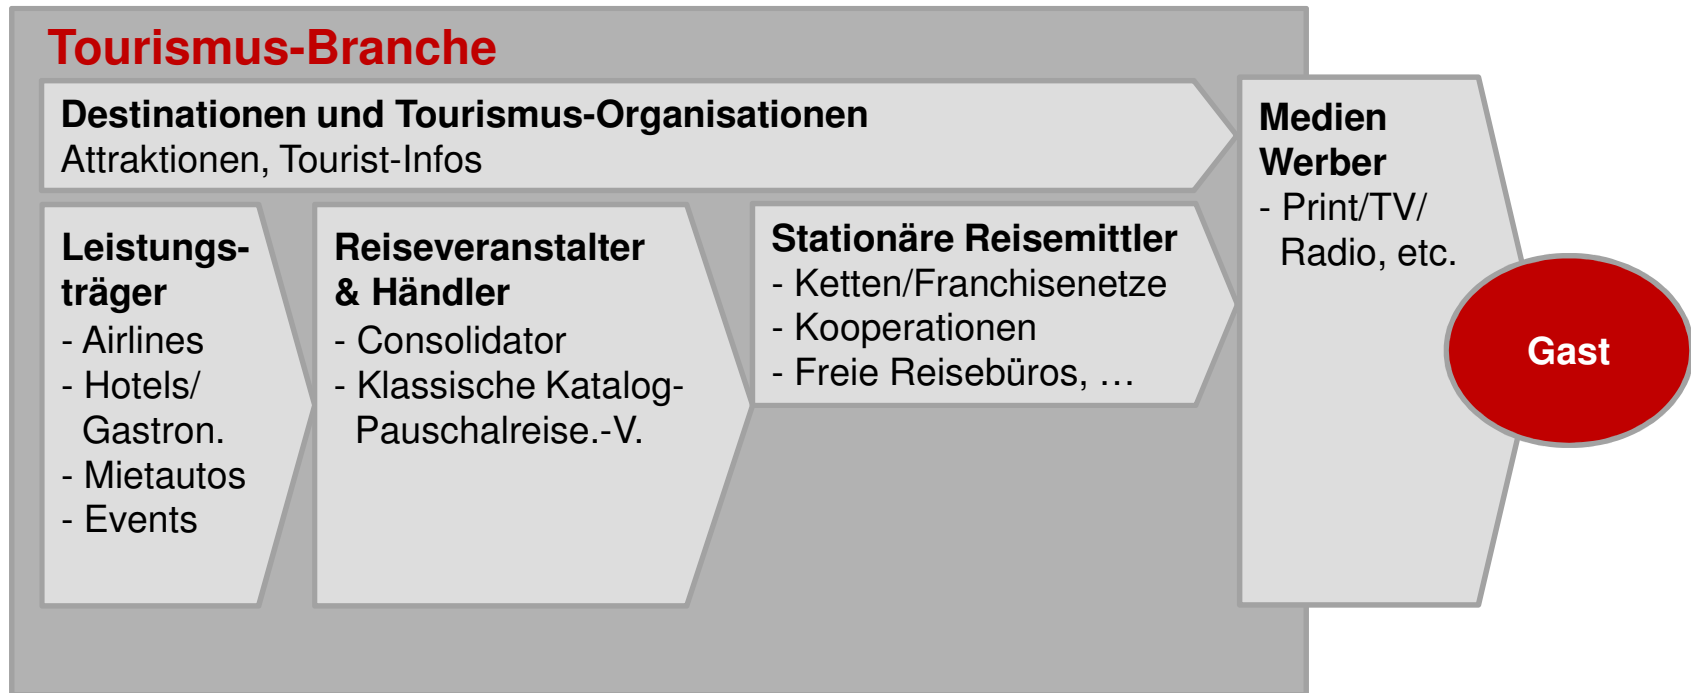 Tourismus-Branche
Destinationen und Tourismus-Organisationen
Attraktionen, Tourist-Infos
Leistungs-
träger
- Airlines
- Hotels/
Gastron.
- Mietautos
- Events
Reiseveranstalter
& Händler
- Consolidator
- Klassische Katalog-
Pauschalreise.-V.
Stationäre Reisemittler
- Ketten/Franchisenetze
- Kooperationen
- Freie Reisebüros, …
Medien
Werber
- Print/TV/
Radio, etc.
Gast